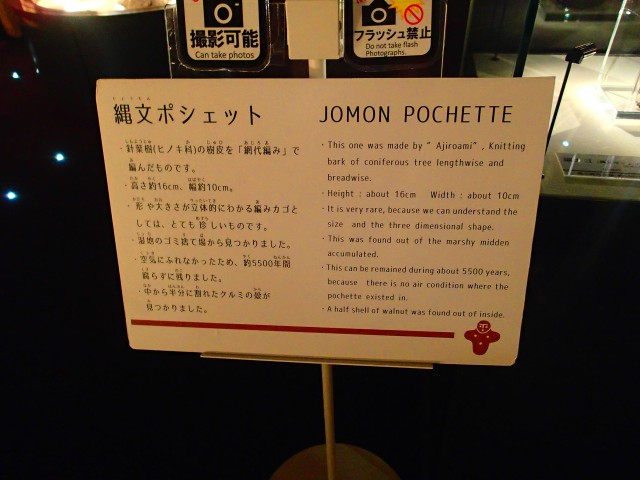 撮影可能
Can take photos
フラッシュ禁止
Do not take flash
Photographs.
縄文ポシェット
・針葉樹(ヒノキ科)の樹皮を「網代編み」で
編んだものです。
・高さ約16cm、幅約10cm。
・形や大きさが立体的にわかる編みカゴと
しては、とても珍しいものです。
・湿地のゴミ捨て場から見つかりました。
・空気にふれなかったため、約5500年間
腐らずに残りました。
・中から半分に割れたクルミの殻が
見つかりました。
JOMON POCHETTE
・This one was made by “ Ajiroami” , Knitting
bark of coniferous tree lengthwise and
breadwise.
・Height : about 16cm Width : about 10cm
・It is very rare, because we can understand the
size and the three dimensional shape.
・This was found out of the marshy midden
accumulated.
・This can be remained during about 5500 years,
because there is no air condition where the
pochette existed in.
・A half shell of walnut was found out of inside.